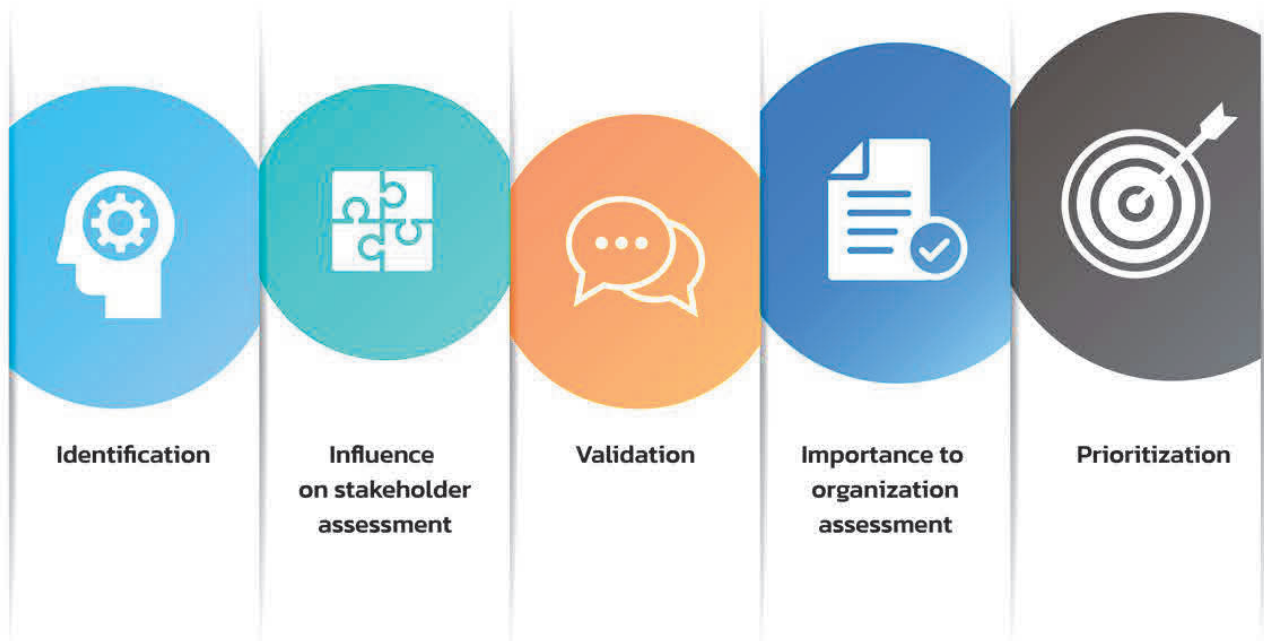 Identification
Influence
on stakeholder
assessment
Validation
Importance to
organization
assessment
Prioritization